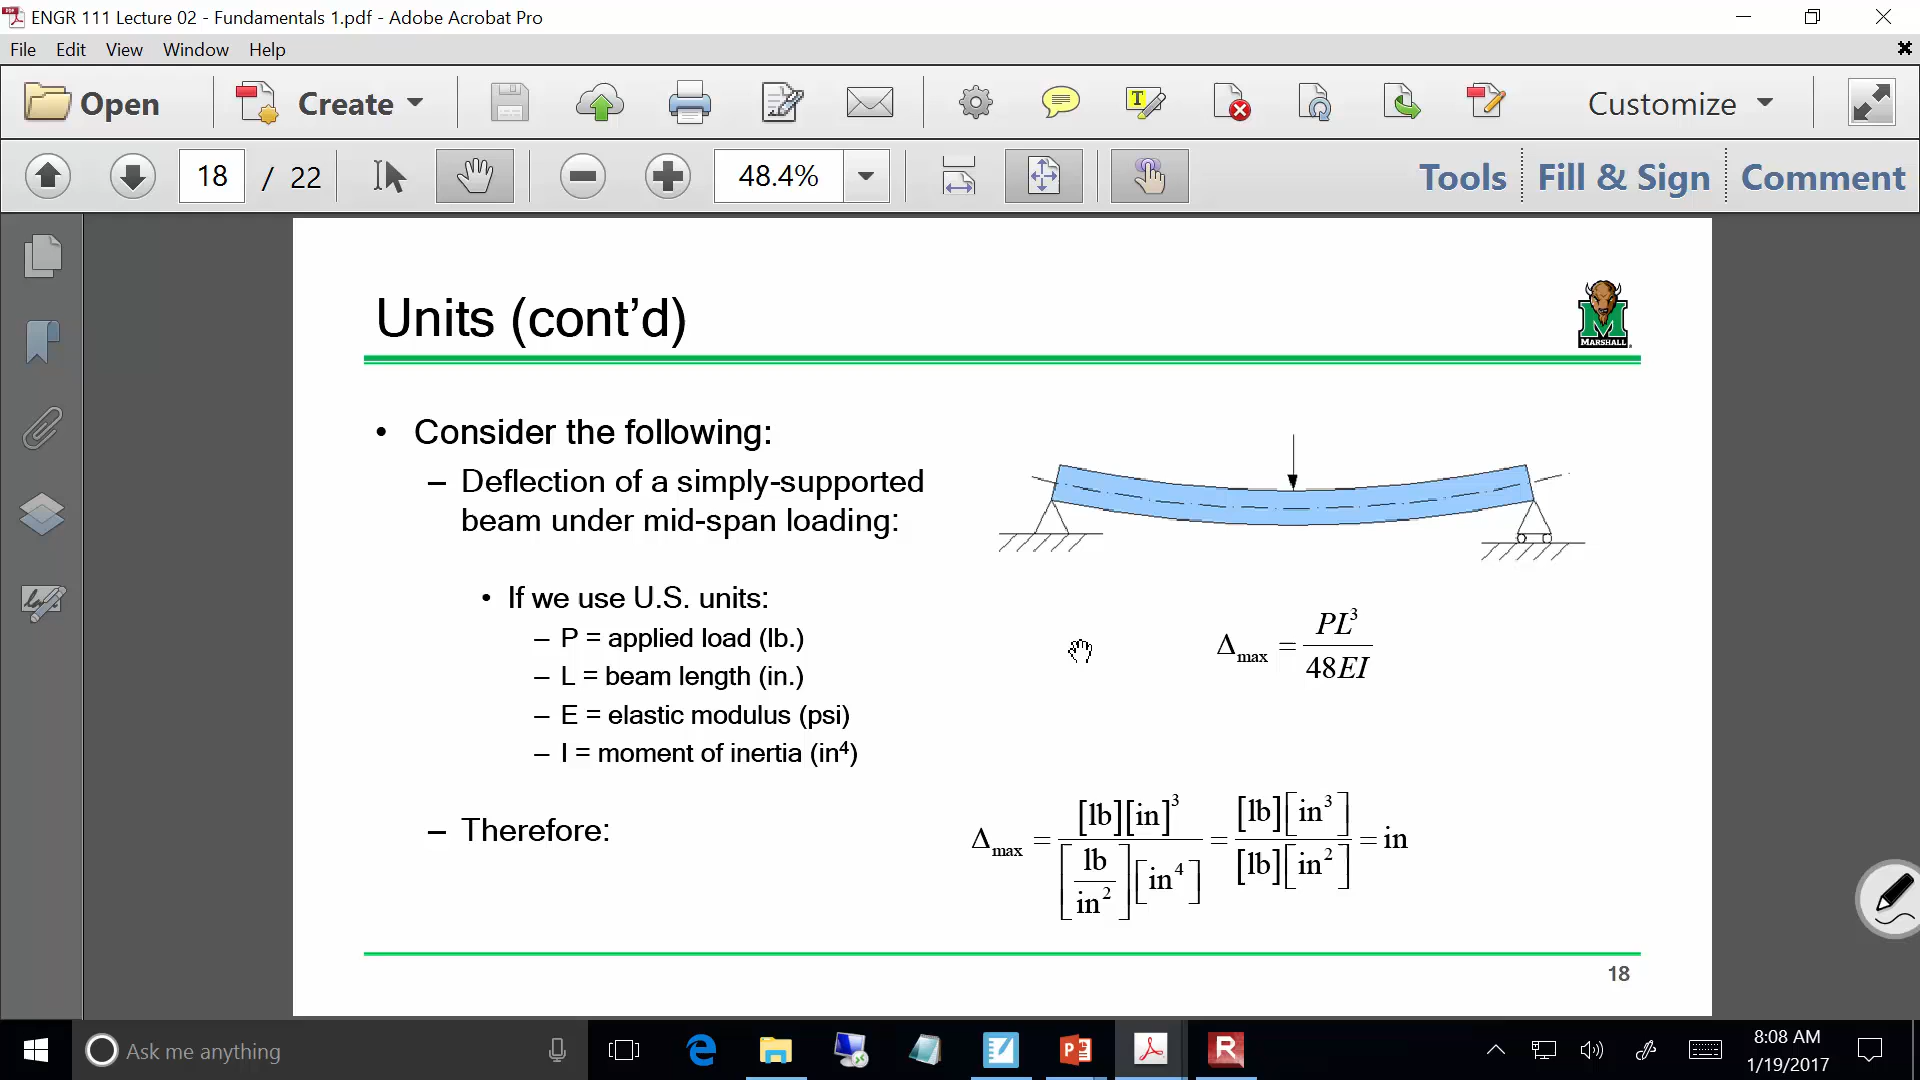 ENGR 111 Lecture 02 - Fundamentals 1.pdf - Adobe Acrobat Pro
File Edit View Window Help
Open Create Customize
18 / 22 48.4% Tools Fill & Sign Comment
Units (cont’d)
MARSHALL
• Consider the following:
– Deflection of a simply-supported
beam under mid-span loading:
• If we use U.S. units:
– P = applied load (lb.)
– L = beam length (in.)
– E = elastic modulus (psi)
– I = moment of inertia (in⁴)
Δmax = PL³ / 48EI
– Therefore:
Δmax = [lb][in]³ / [lb/in²][in⁴] = [lb][in³] / [lb][in²] = in
18
Ask me anything
8:08 AM
1/19/2017